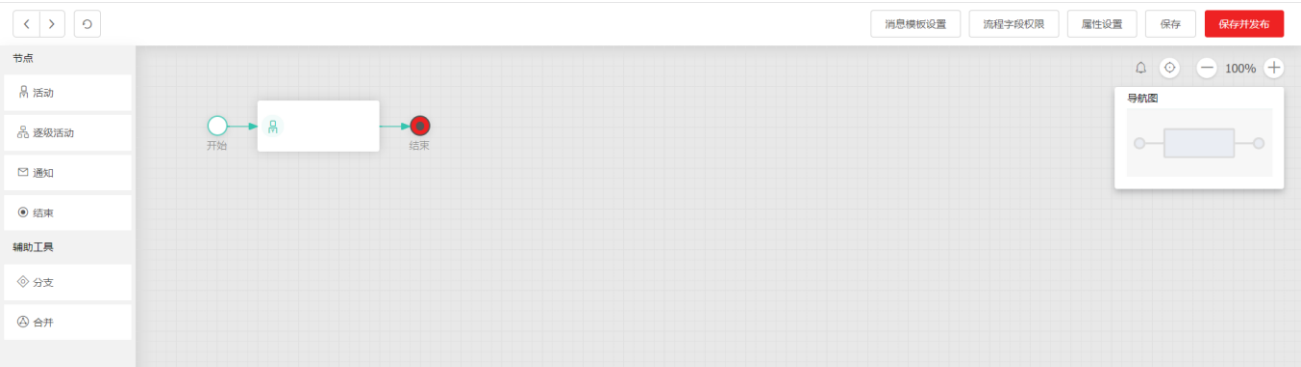 消息模板设置
流程字段权限
属性设置
保存
保存并发布
节点
100%
活动
导航图
逐级活动
开始
结束
通知
结束
辅助工具
分支
合并